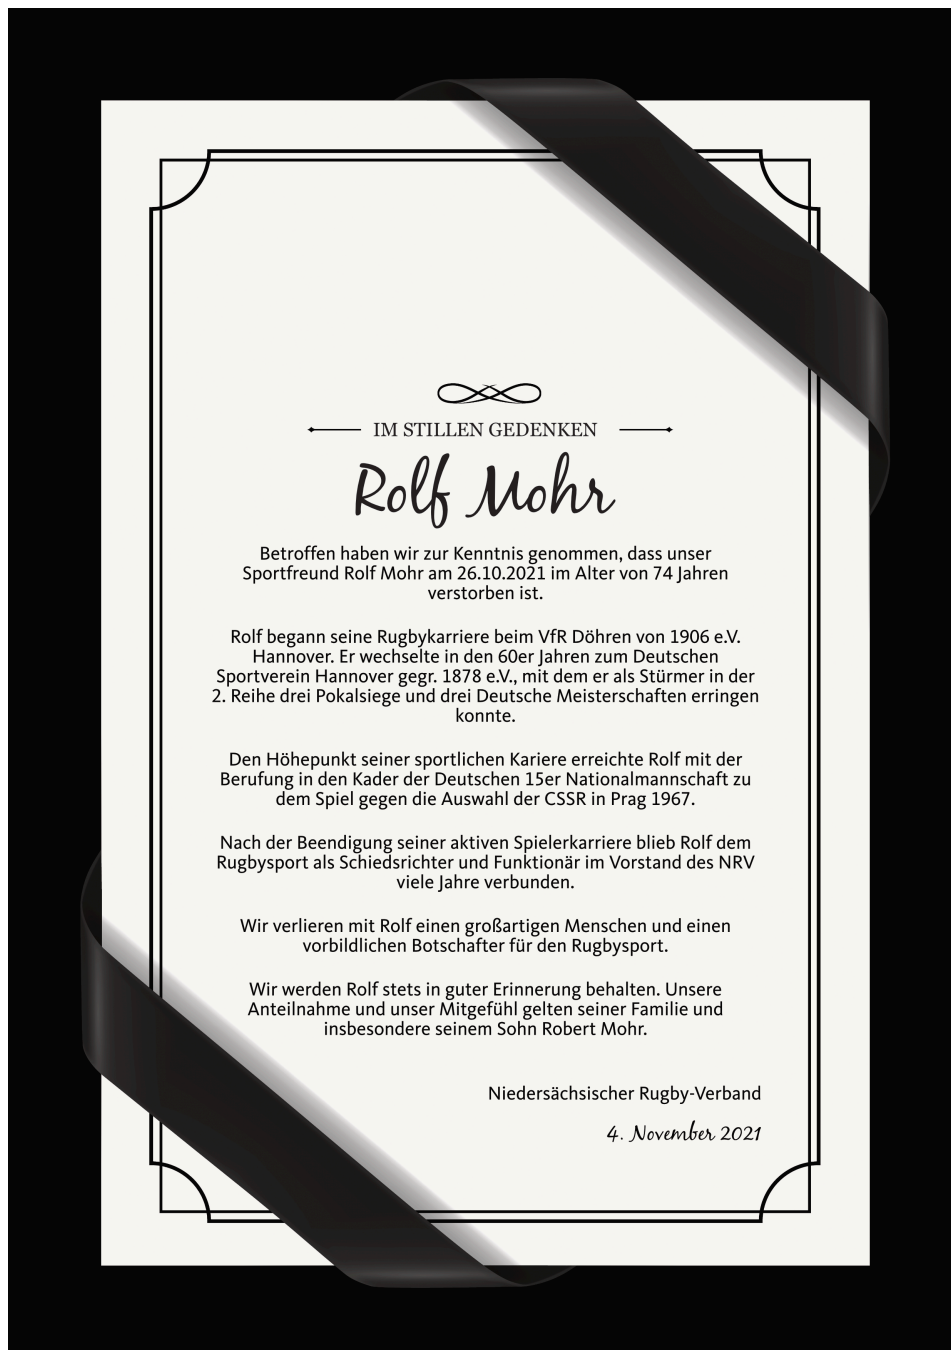 IM STILLEN GEDENKEN
Rolf Mohr
Betroffen haben wir zur Kenntnis genommen, dass unser
Sportfreund Rolf Mohr am 26.10.2021 im Alter von 74 Jahren
verstorben ist.
Rolf begann seine Rugbykarriere beim VfR Döhren von 1906 e.V.
Hannover. Er wechselte in den 60er Jahren zum Deutschen
Sportverein Hannover gegr. 1878 e.V., mit dem er als Stürmer in der
2. Reihe drei Pokalsiege und drei Deutsche Meisterschaften erringen
konnte.
Den Höhepunkt seiner sportlichen Kariere erreichte Rolf mit der
Berufung in den Kader der Deutschen 15er Nationalmannschaft zu
dem Spiel gegen die Auswahl der CSSR in Prag 1967.
Nach der Beendigung seiner aktiven Spielerkarriere blieb Rolf dem
Rugbysport als Schiedsrichter und Funktionär im Vorstand des NRV
viele Jahre verbunden.
Wir verlieren mit Rolf einen großartigen Menschen und einen
vorbildlichen Botschafter für den Rugbysport.
Wir werden Rolf stets in guter Erinnerung behalten. Unsere
Anteilnahme und unser Mitgefühl gelten seiner Familie und
insbesondere seinem Sohn Robert Mohr.
Niedersächsischer Rugby-Verband
4. November 2021